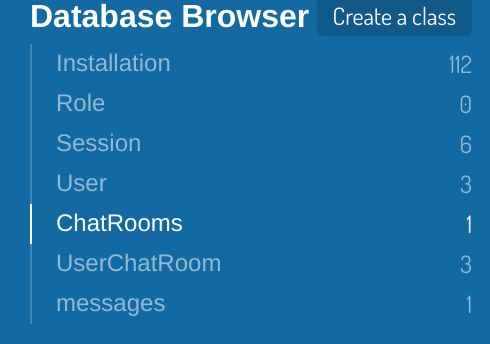 Database Browser Create a class
Installation 112
Role 0
Session 6
User 3
ChatRooms 1
UserChatRoom 3
messages 1